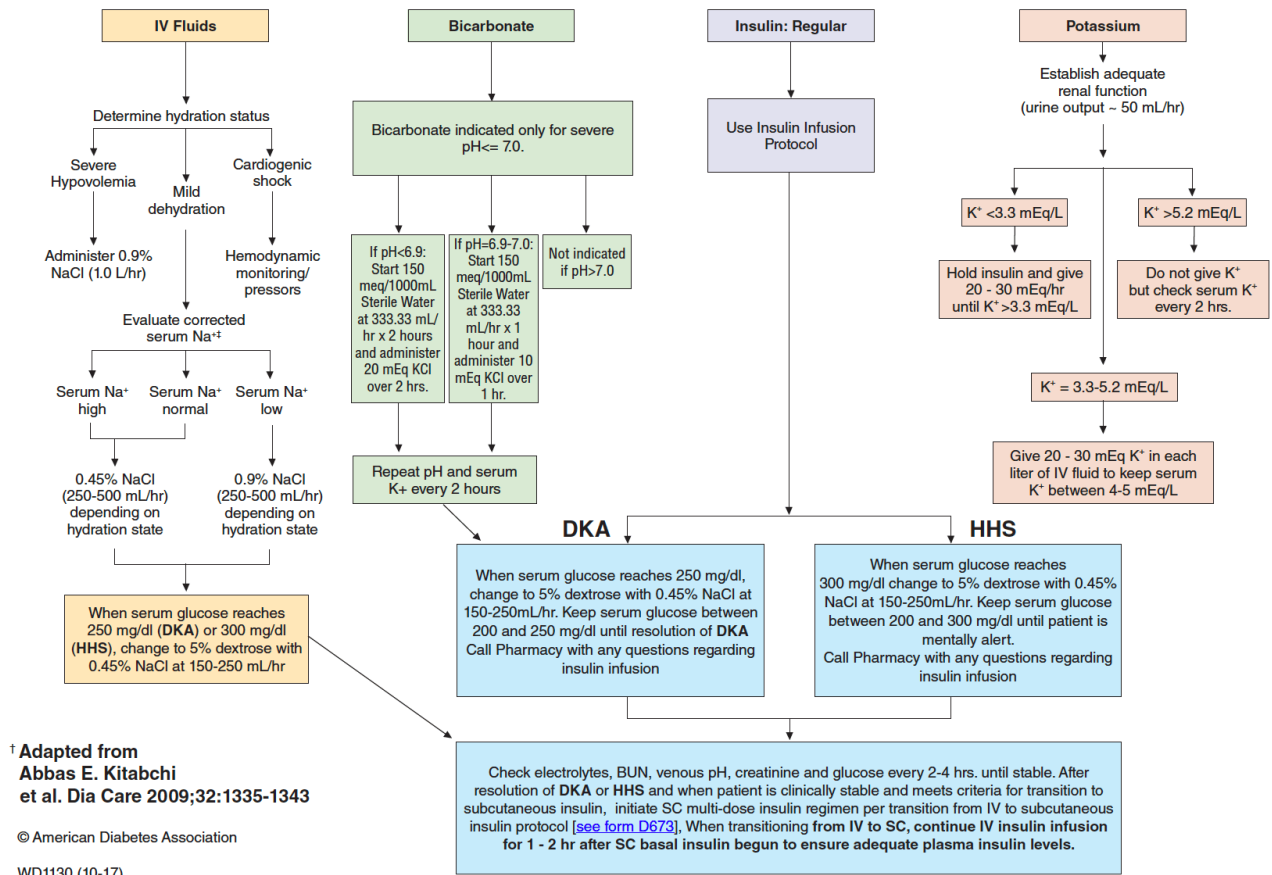 IV Fluids
Determine hydration status
Severe
Hypovolemia
Mild
dehydration
Cardiogenic
shock
Administer 0.9%
NaCl (1.0 L/hr)
Hemodynamic
monitoring/
pressors
Evaluate corrected
serum Na⁺‡
Serum Na⁺
high
Serum Na⁺
normal
Serum Na⁺
low
0.45% NaCl
(250-500 mL/hr)
depending on
hydration state
0.9% NaCl
(250-500 mL/hr)
depending on
hydration state
When serum glucose reaches
250 mg/dl (DKA) or 300 mg/dl
(HHS), change to 5% dextrose with
0.45% NaCl at 150-250 mL/hr
Bicarbonate
Bicarbonate indicated only for severe
pH<= 7.0.
If pH<6.9:
Start 150
meq/1000mL
Sterile Water
at 333.33 mL/
hr x 2 hours
and administer
20 mEq KCl
over 2 hrs.
If pH=6.9-7.0:
Start 150
meq/1000mL
Sterile Water
at 333.33
mL/hr x 1
hour and
administer 10
mEq KCl over
1 hr.
Not indicated
if pH>7.0
Repeat pH and serum
K+ every 2 hours
Insulin: Regular
Use Insulin Infusion
Protocol
Potassium
Establish adequate
renal function
(urine output ~ 50 mL/hr)
K⁺ <3.3 mEq/L
K⁺ >5.2 mEq/L
Hold insulin and give
20 - 30 mEq/hr
until K⁺ >3.3 mEq/L
Do not give K⁺
but check serum K⁺
every 2 hrs.
K⁺ = 3.3-5.2 mEq/L
Give 20 - 30 mEq K⁺ in each
liter of IV fluid to keep serum
K⁺ between 4-5 mEq/L
DKA
When serum glucose reaches 250 mg/dl,
change to 5% dextrose with 0.45% NaCl at
150-250mL/hr. Keep serum glucose between
200 and 250 mg/dl until resolution of DKA
Call Pharmacy with any questions regarding
insulin infusion
HHS
When serum glucose reaches
300 mg/dl change to 5% dextrose with 0.45%
NaCl at 150-250mL/hr. Keep serum glucose
between 200 and 300 mg/dl until patient is
mentally alert.
Call Pharmacy with any questions regarding
insulin infusion
Check electrolytes, BUN, venous pH, creatinine and glucose every 2-4 hrs. until stable. After
resolution of DKA or HHS and when patient is clinically stable and meets criteria for transition to
subcutaneous insulin, initiate SC multi-dose insulin regimen per transition from IV to subcutaneous
insulin protocol [see form D673], When transitioning from IV to SC, continue IV insulin infusion
for 1 - 2 hr after SC basal insulin begun to ensure adequate plasma insulin levels.
† Adapted from
Abbas E. Kitabchi
et al. Dia Care 2009;32:1335-1343
© American Diabetes Association
WD1130 (10-17)